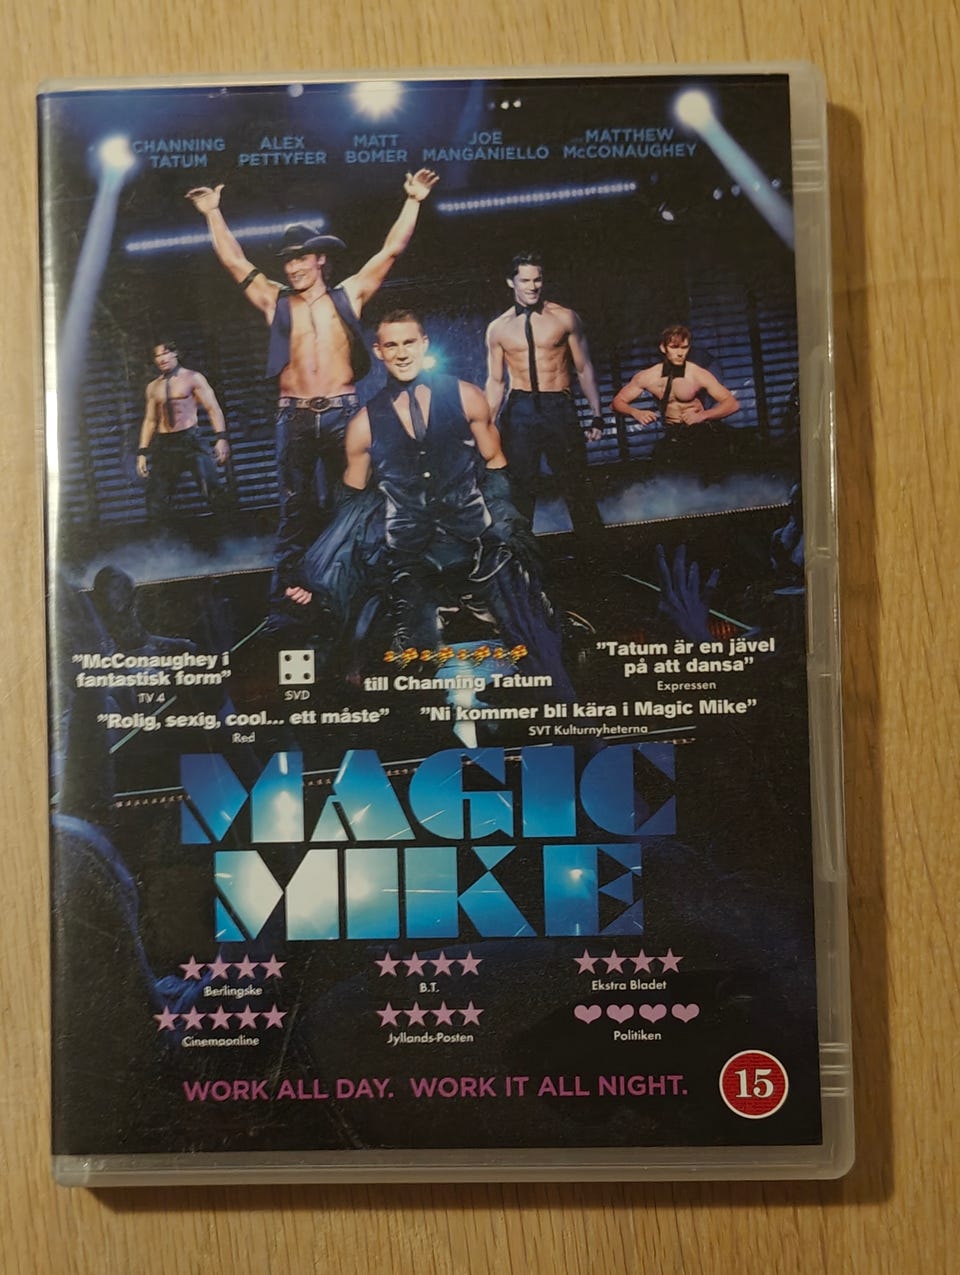 CHANNING TATUM
ALEX PETTYFER
MATT BOMER
JOE MANGANIELLO
MATTHEW McCONAUGHEY
”McConaughey i
fantastisk form”
TV 4
SVD
till Channing Tatum
”Tatum är en jävel
på att dansa”
Expressen
”Rolig, sexig, cool... ett måste”
Red
”Ni kommer bli kära i Magic Mike”
SVT Kulturnyheterna
MAGIC
MIKE
Berlingske
B.T.
Ekstra Bladet
Cinemaonline
Jyllands-Posten
Politiken
WORK ALL DAY. WORK IT ALL NIGHT.
15